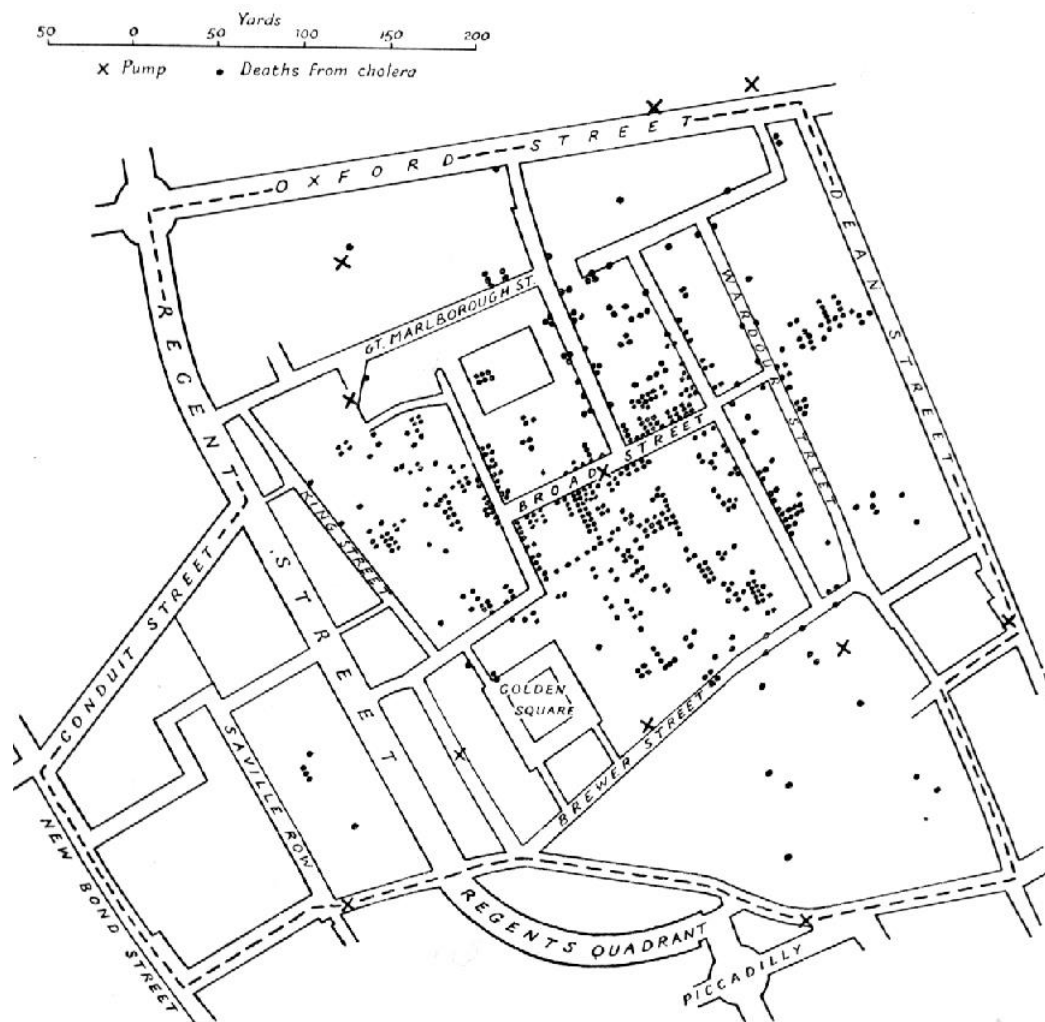 Yards
50 0 50 100 150 200
x Pump • Deaths from cholera
OXFORD STREET
DEAN STREET
REGENT STREET
GT. MARLBOROUGH ST.
WARDOUR STREET
BROAD STREET
KING STREET
CONDUIT STREET
GOLDEN
SQUARE
SAVILLE ROW
BREWER STREET
NEW BOND STREET
REGENTS QUADRANT
PICCADILLY